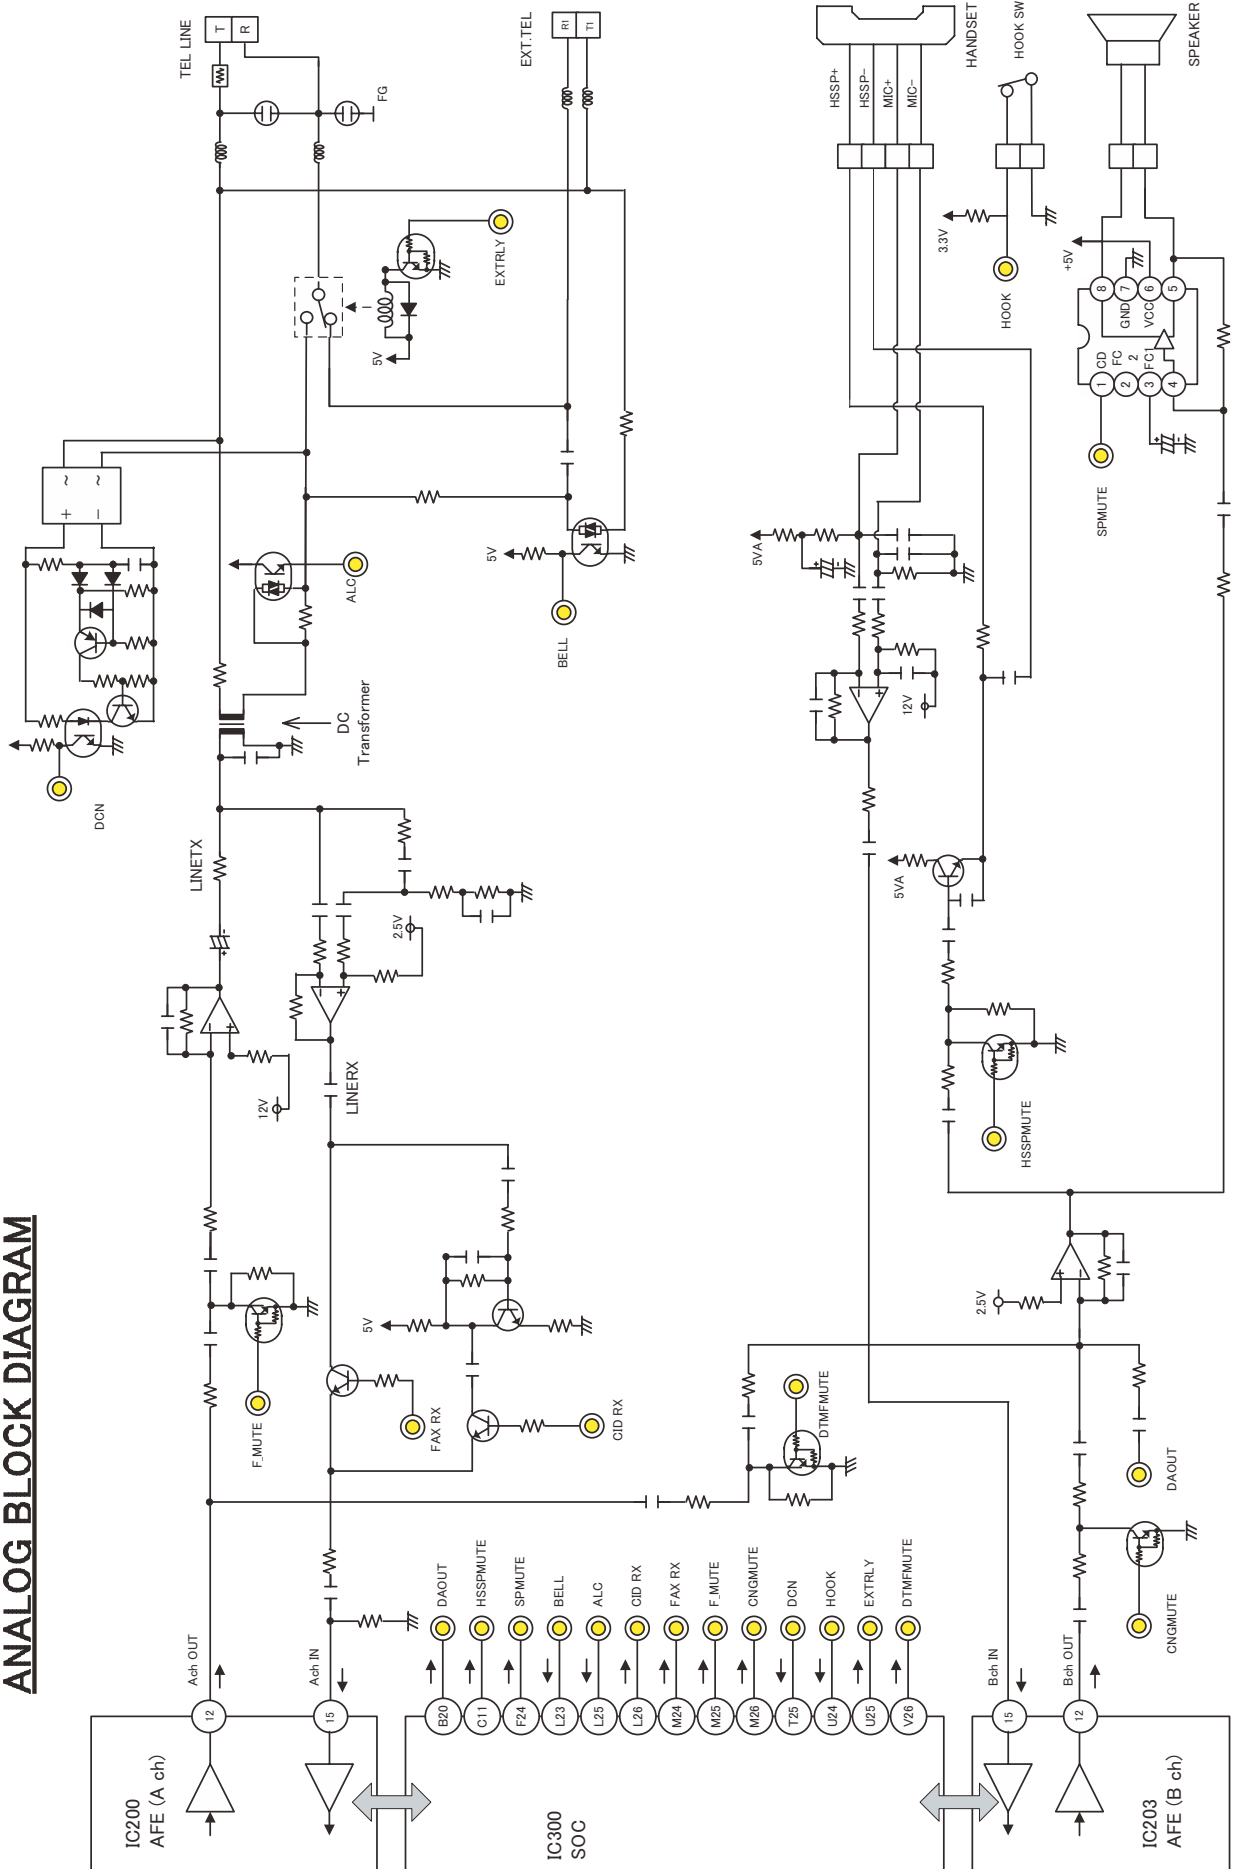 ANALOG BLOCK DIAGRAM
TEL LINE
T
R
FG
EXT.TEL
R1
T1
HANDSET
HSSP+
HSSP-
MIC+
MIC-
HOOK SW
SPEAKER
3.3V
HOOK
+5V
8
7
6
5
GND
VCC
CD
FC
2
FC1
1
2
3
4
SPMUTE
EXTRLY
5V
~
~
+
-
DCN
ALC
5V
BELL
DC
Transformer
5VA
12V
-
+
LINETX
-
+
12V
2.5V
-
+
LINERX
5VA
HSSPMUTE
F_MUTE
5V
FAX RX
CID RX
DTMFMUTE
2.5V
+
-
DAOUT
CNGMUTE
Ach OUT
12
Ach IN
15
IC200
AFE (A ch)
B20 DAOUT
C11 HSSPMUTE
F24 SPMUTE
L23 BELL
L25 ALC
L26 CID RX
M24 FAX RX
M25 F_MUTE
M26 CNGMUTE
T25 DCN
U24 HOOK
U25 EXTRLY
V26 DTMFMUTE
IC300
SOC
Bch IN
15
Bch OUT
12
IC203
AFE (B ch)